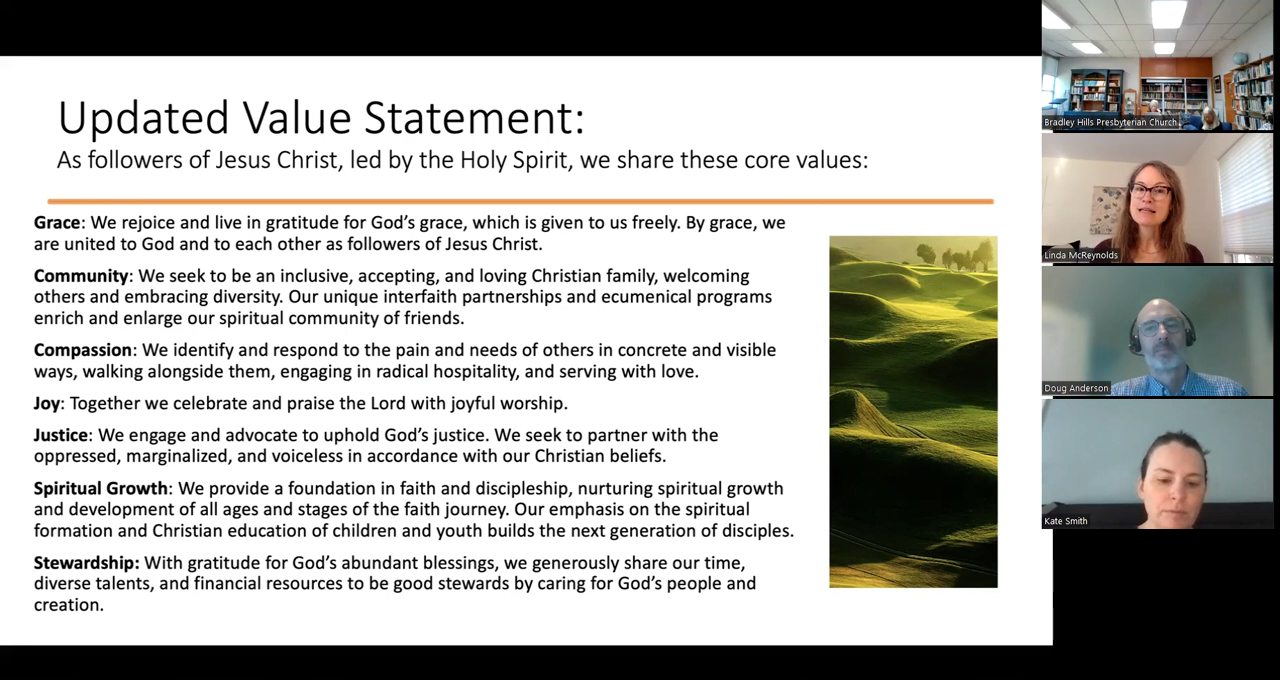 Updated Value Statement:
As followers of Jesus Christ, led by the Holy Spirit, we share these core values:
Grace: We rejoice and live in gratitude for God’s grace, which is given to us freely. By grace, we
are united to God and to each other as followers of Jesus Christ.
Community: We seek to be an inclusive, accepting, and loving Christian family, welcoming
others and embracing diversity. Our unique interfaith partnerships and ecumenical programs
enrich and enlarge our spiritual community of friends.
Compassion: We identify and respond to the pain and needs of others in concrete and visible
ways, walking alongside them, engaging in radical hospitality, and serving with love.
Joy: Together we celebrate and praise the Lord with joyful worship.
Justice: We engage and advocate to uphold God’s justice. We seek to partner with the
oppressed, marginalized, and voiceless in accordance with our Christian beliefs.
Spiritual Growth: We provide a foundation in faith and discipleship, nurturing spiritual growth
and development of all ages and stages of the faith journey. Our emphasis on the spiritual
formation and Christian education of children and youth builds the next generation of disciples.
Stewardship: With gratitude for God’s abundant blessings, we generously share our time,
diverse talents, and financial resources to be good stewards by caring for God’s people and
creation.
Bradley Hills Presbyterian Church
Linda McReynolds
Doug Anderson
Kate Smith